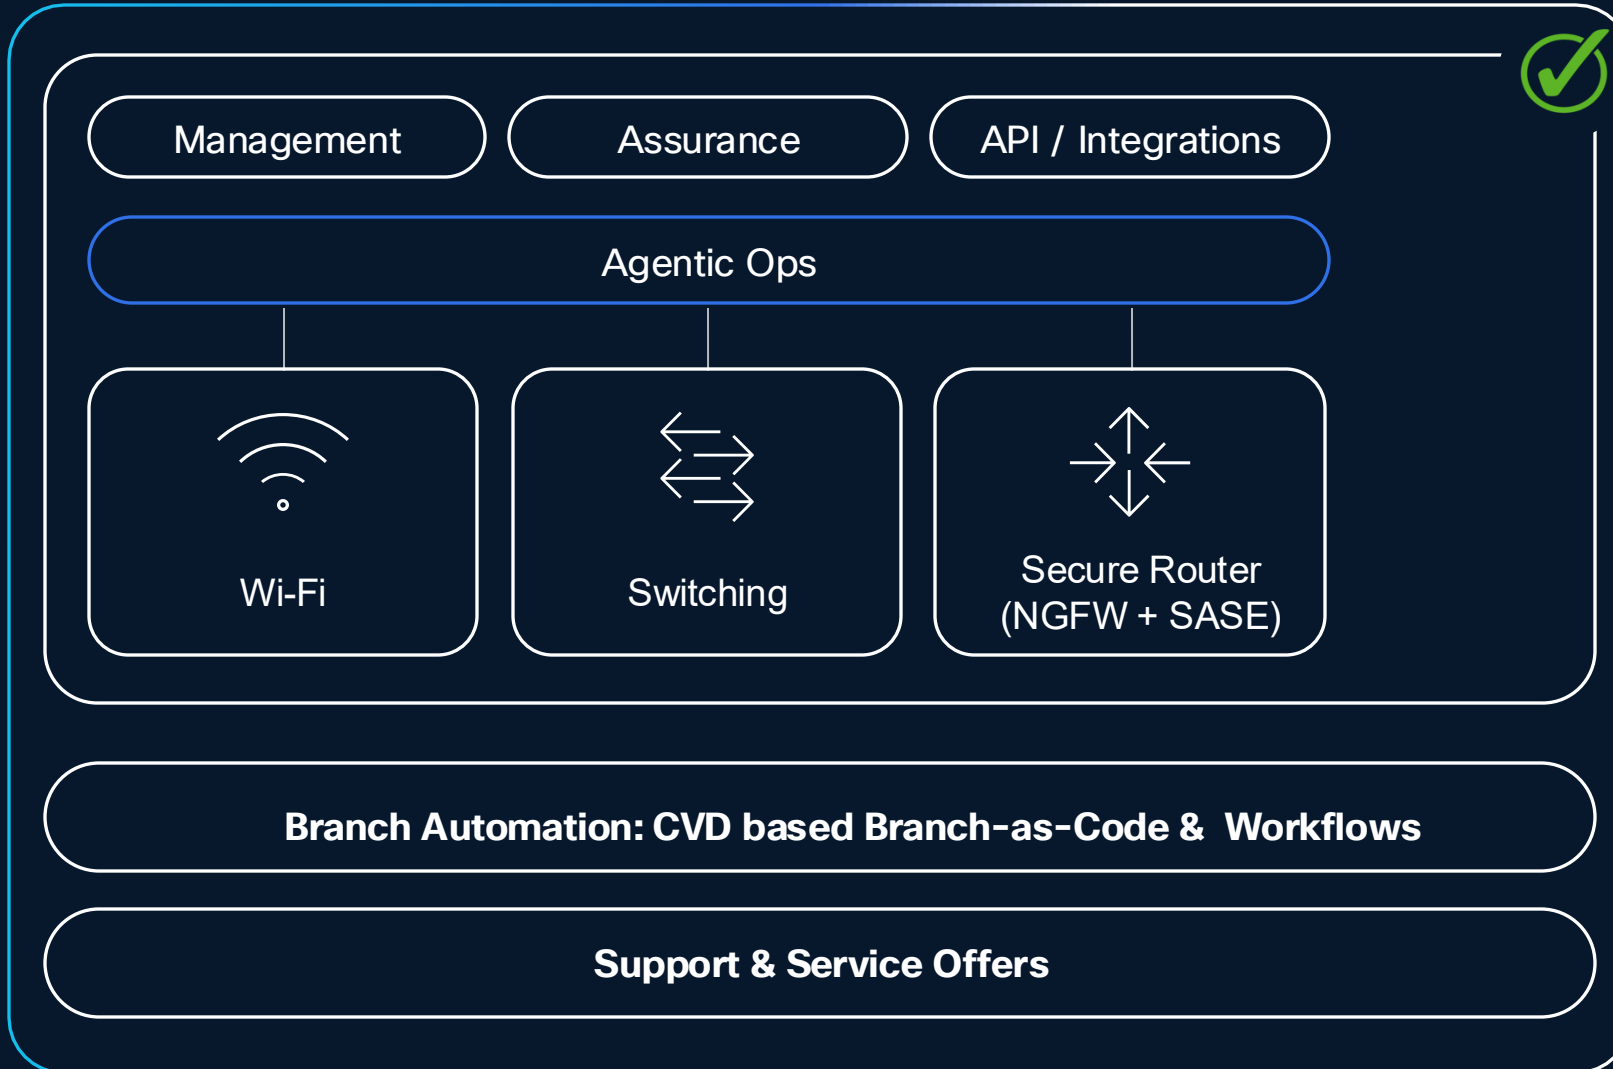 Management
Assurance
API / Integrations
Agentic Ops
Wi-Fi
Switching
Secure Router
(NGFW + SASE)
Branch Automation: CVD based Branch-as-Code & Workflows
Support & Service Offers